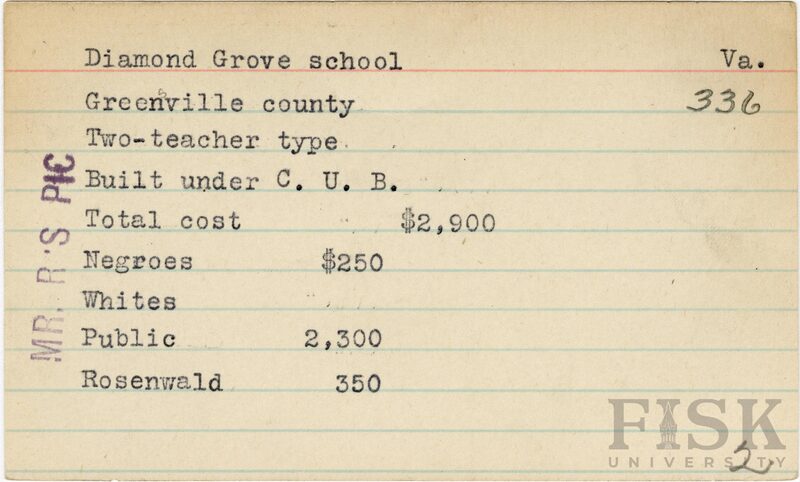 Diamond Grove school Va.
Greensville county 336
Two-teacher type
Built under C. U. B.
Total cost $2,900
Negroes $250
Whites
Public 2,300
Rosenwald 350
MR. R'S PIC
FISK
UNIVERSITY
2